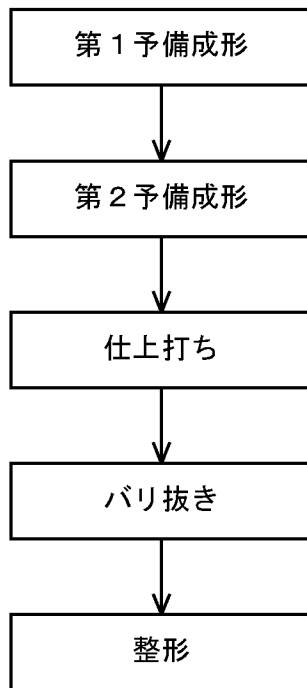 第１予備成形
第２予備成形
仕上打ち
バリ抜き
整形